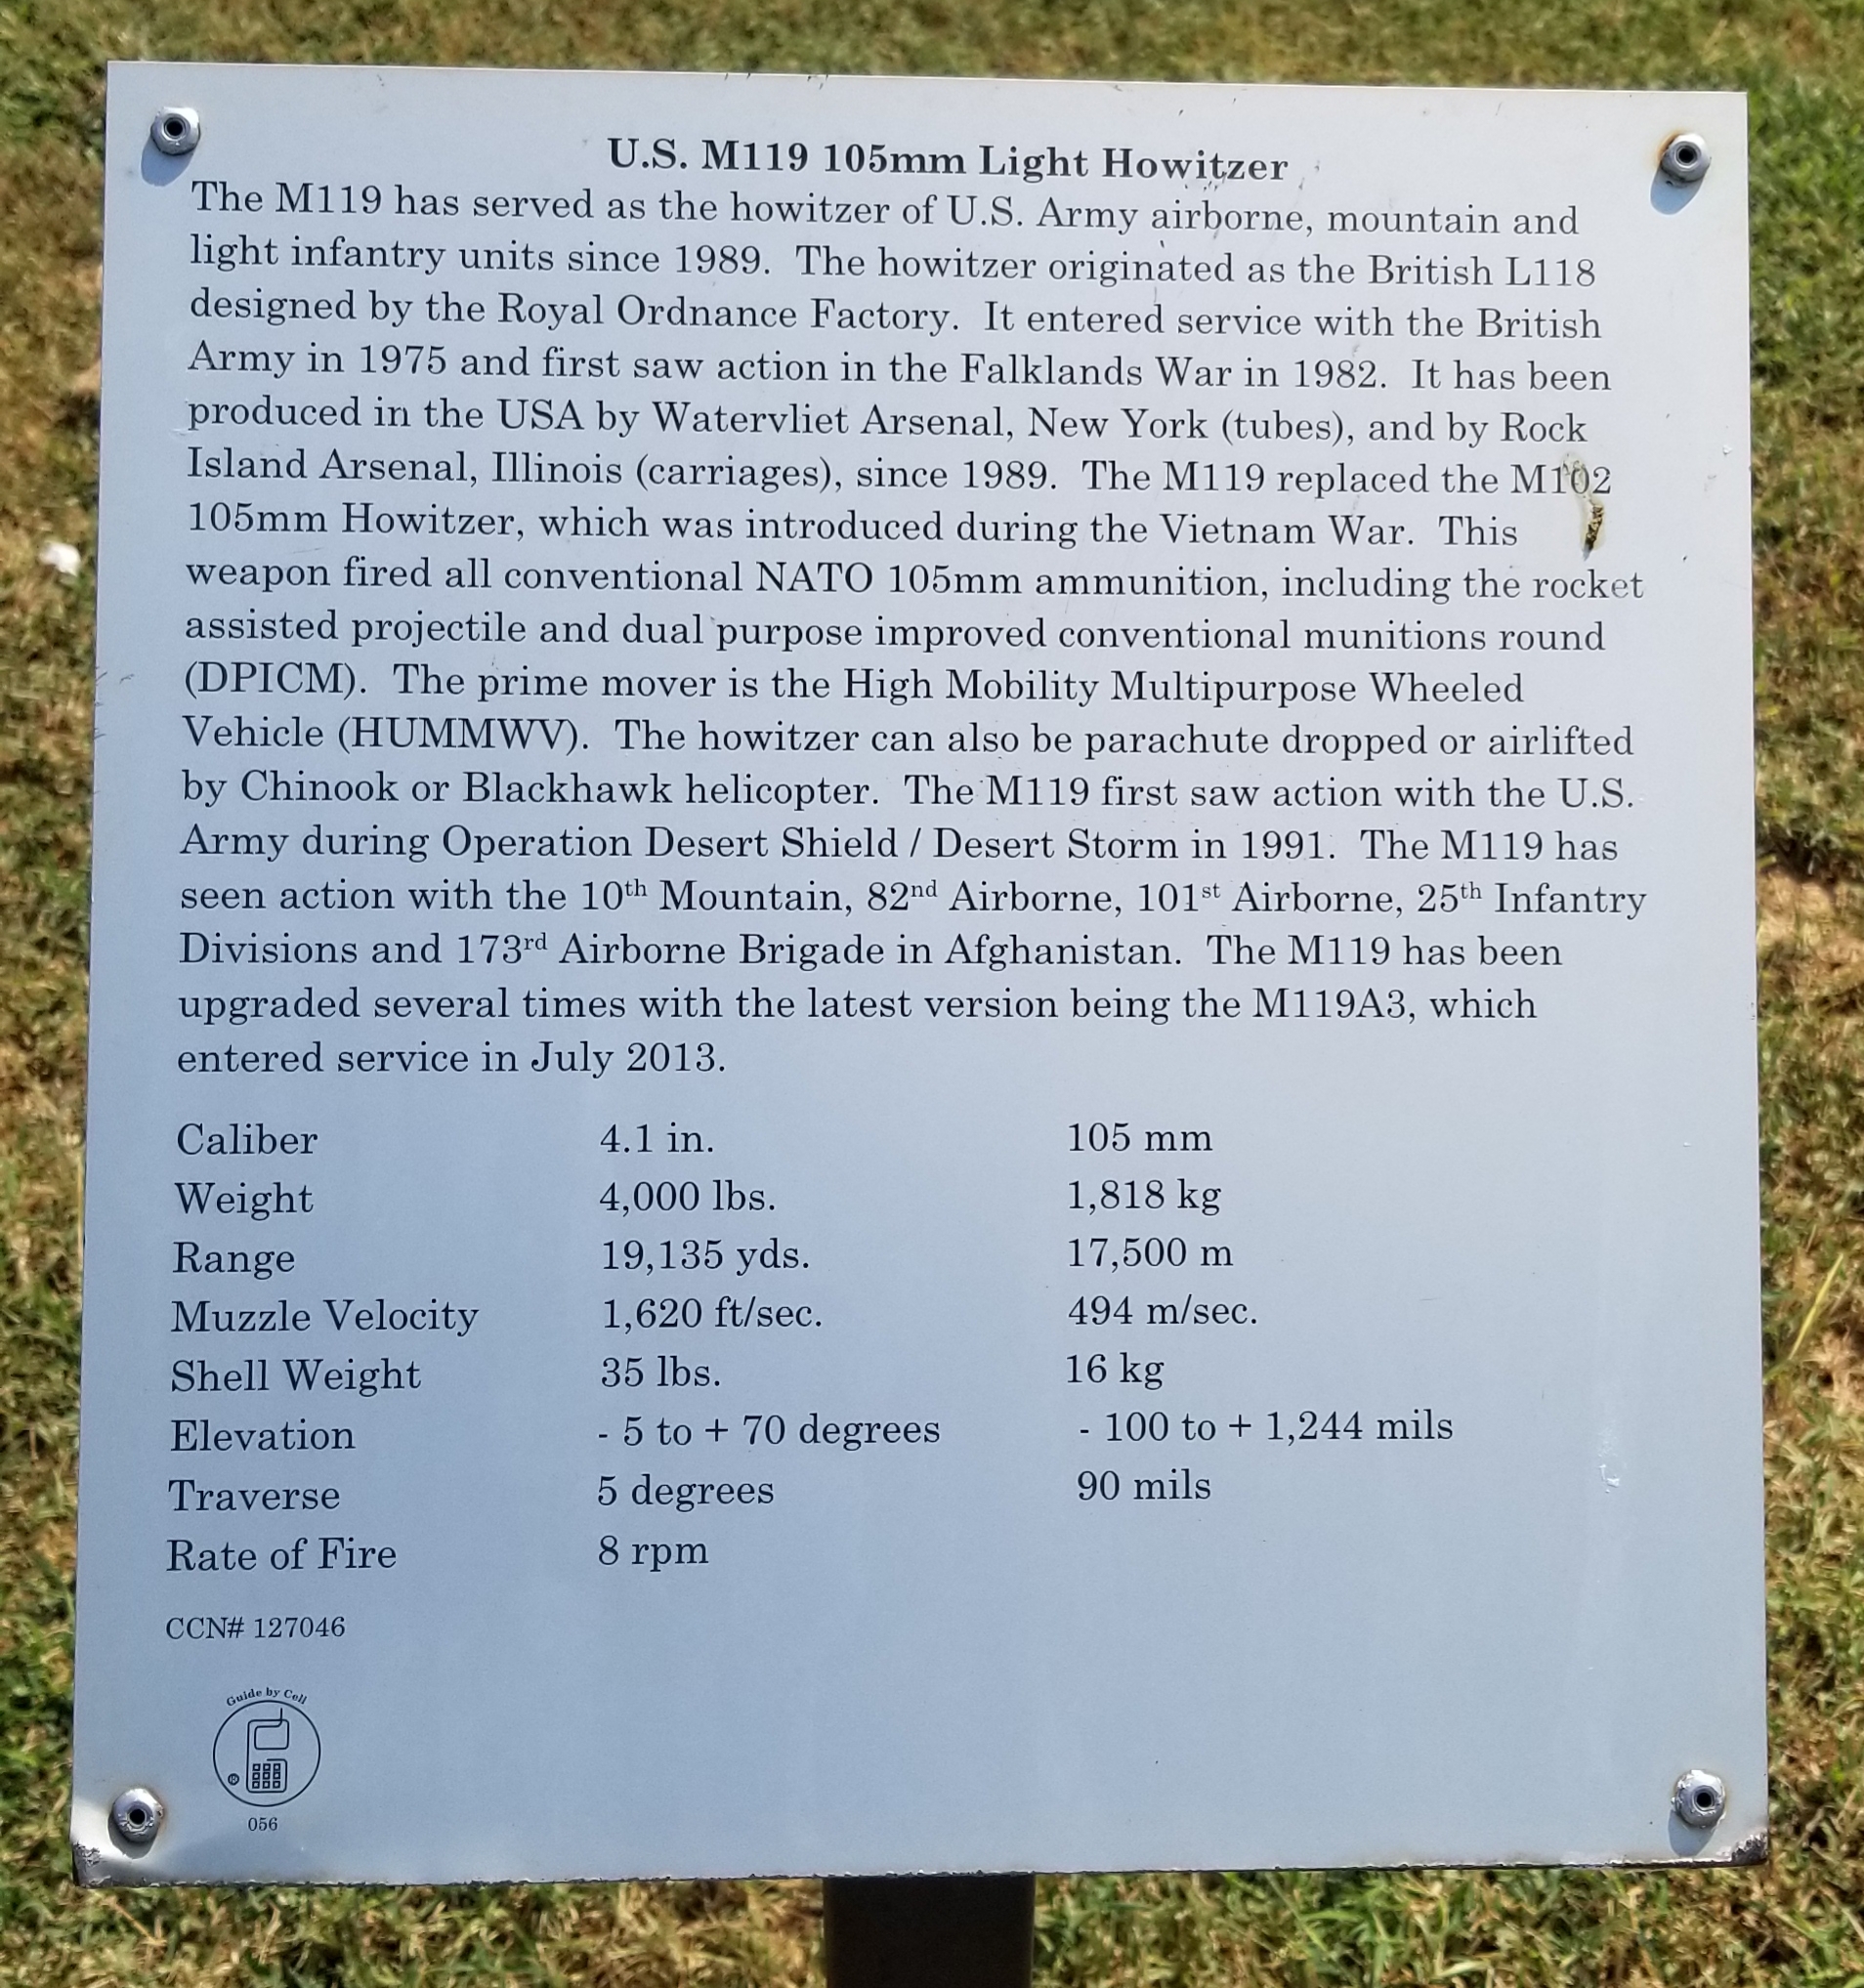 U.S. M119 105mm Light Howitzer
The M119 has served as the howitzer of U.S. Army airborne, mountain and
light infantry units since 1989.  The howitzer originated as the British L118
designed by the Royal Ordnance Factory.  It entered service with the British
Army in 1975 and first saw action in the Falklands War in 1982.  It has been
produced in the USA by Watervliet Arsenal, New York (tubes), and by Rock
Island Arsenal, Illinois (carriages), since 1989.  The M119 replaced the M102
105mm Howitzer, which was introduced during the Vietnam War.  This
weapon fired all conventional NATO 105mm ammunition, including the rocket
assisted projectile and dual purpose improved conventional munitions round
(DPICM).  The prime mover is the High Mobility Multipurpose Wheeled
Vehicle (HUMMWV).  The howitzer can also be parachute dropped or airlifted
by Chinook or Blackhawk helicopter.  The M119 first saw action with the U.S.
Army during Operation Desert Shield / Desert Storm in 1991.  The M119 has
seen action with the 10th Mountain, 82nd Airborne, 101st Airborne, 25th Infantry
Divisions and 173rd Airborne Brigade in Afghanistan.  The M119 has been
upgraded several times with the latest version being the M119A3, which
entered service in July 2013.
Caliber 4.1 in. 105 mm
Weight 4,000 lbs. 1,818 kg
Range 19,135 yds. 17,500 m
Muzzle Velocity 1,620 ft/sec. 494 m/sec.
Shell Weight 35 lbs. 16 kg
Elevation - 5 to + 70 degrees - 100 to + 1,244 mils
Traverse 5 degrees 90 mils
Rate of Fire 8 rpm
CCN# 127046
Guide by Cell
®
056